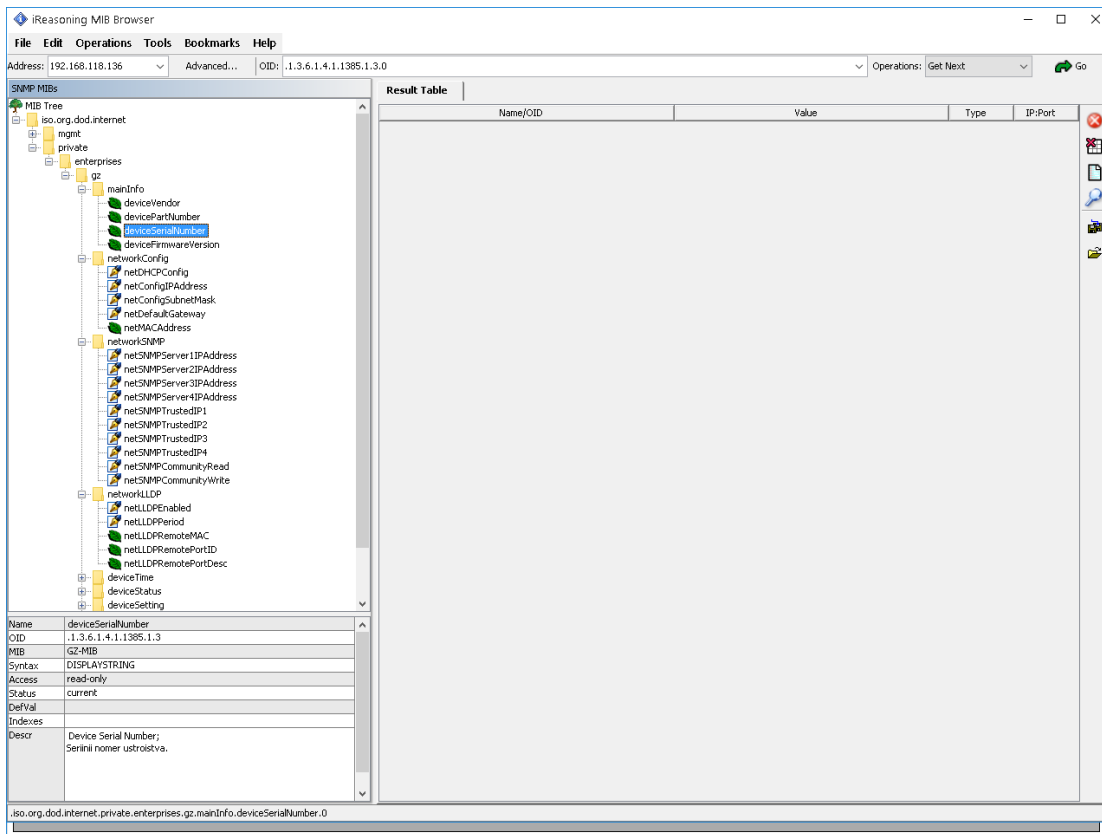 iReasoning MIB Browser
File Edit Operations Tools Bookmarks Help
Address: 192.168.118.136 Advanced... OID: .1.3.6.1.4.1.1385.1.3.0 Operations: Get Next Go
SNMP MIBs
Result Table
MIB Tree
Name/OID Value Type IP:Port
iso.org.dod.internet
mgmt
private
enterprises
gz
mainInfo
deviceVendor
devicePartNumber
deviceSerialNumber
deviceFirmwareVersion
networkConfig
netDHCPConfig
netConfigIPAddress
netConfigSubnetMask
netDefaultGateway
netMACAddress
networkSNMP
netSNMPServer1IPAddress
netSNMPServer2IPAddress
netSNMPServer3IPAddress
netSNMPServer4IPAddress
netSNMPTrustedIP1
netSNMPTrustedIP2
netSNMPTrustedIP3
netSNMPTrustedIP4
netSNMPCommunityRead
netSNMPCommunityWrite
networkLLDP
netLLDPEnabled
netLLDPPeriod
netLLDPRemoteMAC
netLLDPRemotePortID
netLLDPRemotePortDesc
deviceTime
deviceStatus
deviceSetting
Name deviceSerialNumber
OID .1.3.6.1.4.1.1385.1.3
MIB GZ-MIB
Syntax DISPLAYSTRING
Access read-only
Status current
DefVal
Indexes
Descr Device Serial Number;
Seriinii nomer ustroistva.
.iso.org.dod.internet.private.enterprises.gz.mainInfo.deviceSerialNumber.0